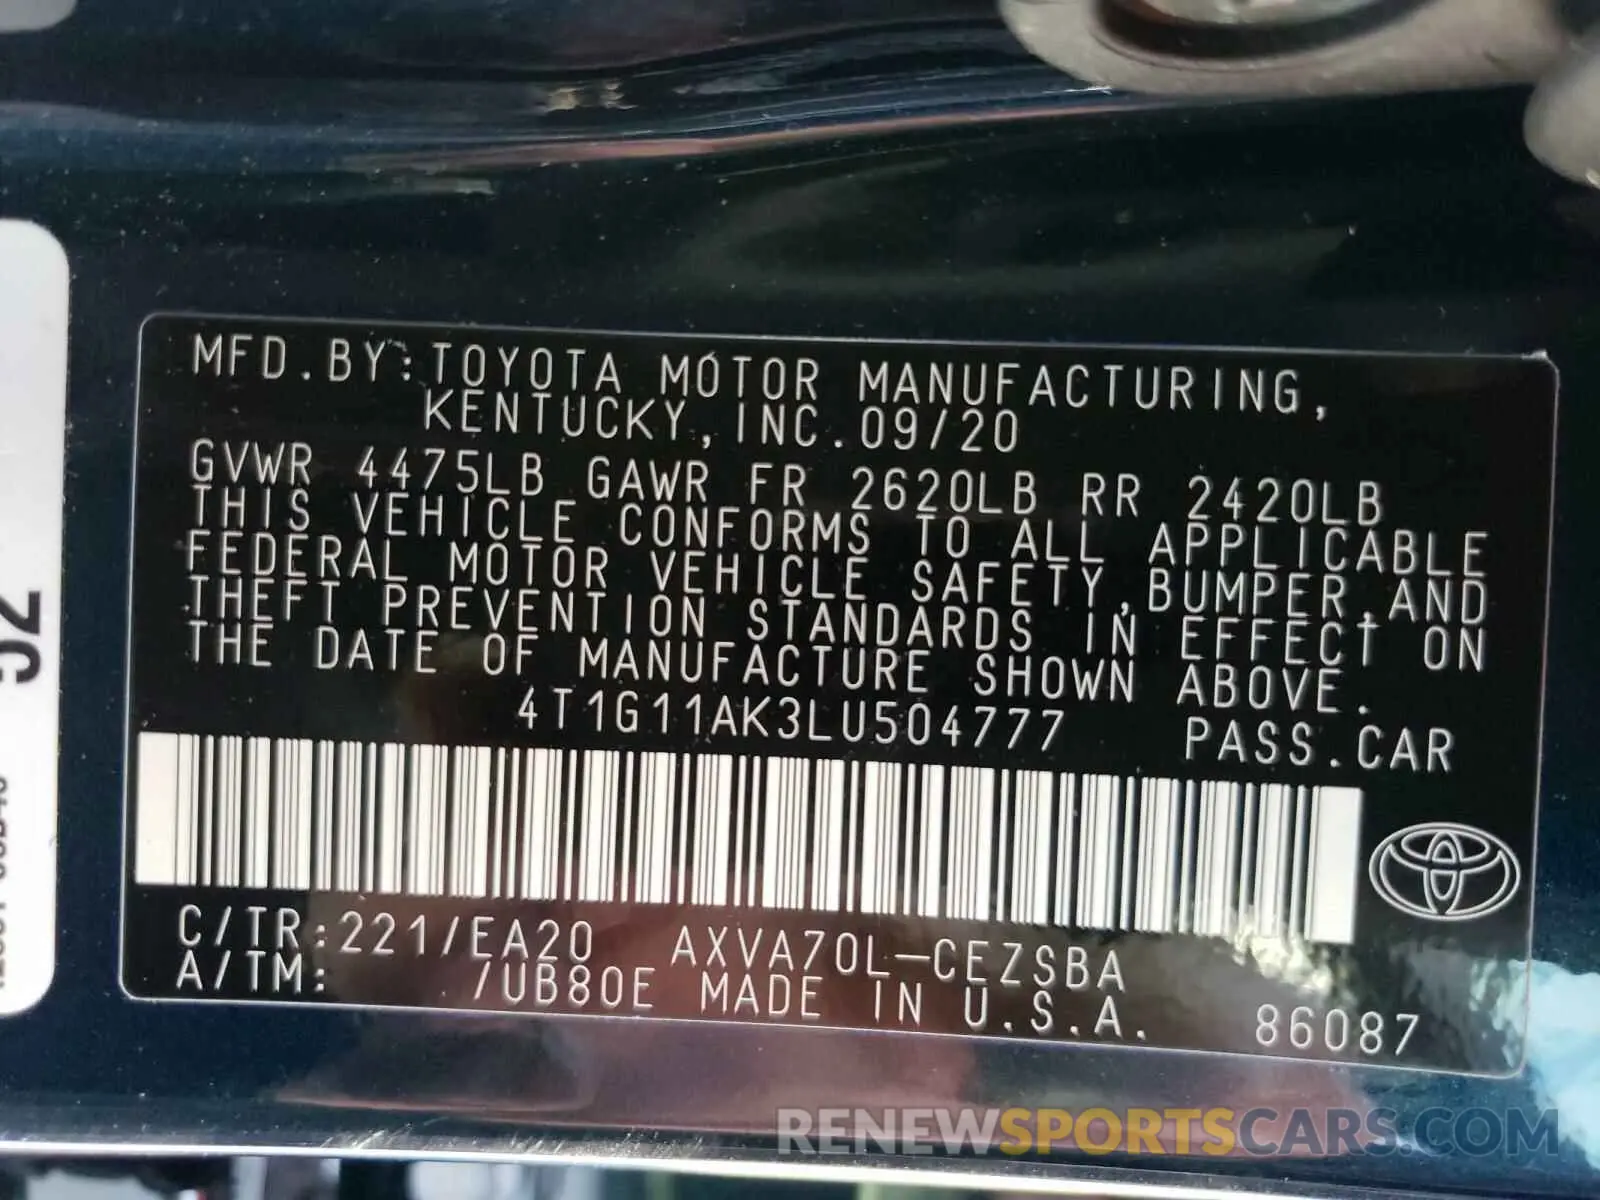 MFD.BY:TOYOTA MOTOR MANUFACTURING,
KENTUCKY,INC.09/20
GVWR 4475LB GAWR FR 2620LB RR 2420LB
THIS VEHICLE CONFORMS TO ALL APPLICABLE
FEDERAL MOTOR VEHICLE SAFETY,BUMPER,AND
THEFT PREVENTION STANDARDS IN EFFECT ON
THE DATE OF MANUFACTURE SHOWN ABOVE.
4T1G11AK3LU504777 PASS.CAR
C/TR:221/EA20 AXVA70L-CEZSBA
A/TM: /UB80E MADE IN U.S.A. 86087
52
RENEWSPORTSCARS.COM